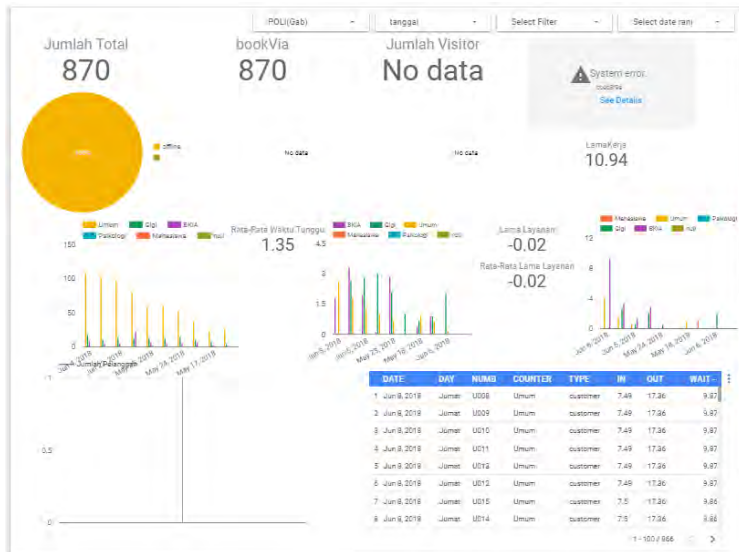 POLI(Gab)
tanggal
Select Filter
Select date ran
Jumlah Total
870
bookVia
870
Jumlah Visitor
No data
System error
See Details
offline
No data
No data
LamaKerja
10.94
Umum Gigi BKIA
Psikologi Mahasiswa null
150
100
50
0
Jun 4, 2018
May 24, 2018
May 17, 2018
Rata-Rata Waktu Tunggu
1.35
BKIA Gigi Umum
Mahasiswa Psikologi null
4.5
3
1.5
0
Jun 5, 2018
May 23, 2018
May 18, 2018
Jun 5, 2018
Lama Layanan
-0.02
Rata-Rata Lama Layanan
-0.02
Mahasiswa Umum Psikologi
Gigi BKIA null
12
8
4
0
Jun 6, 2018
Jun 5, 2018
May 24, 2018
May 18, 2018
Jun 6, 2018
Jumlah Pelanggan
1
0.5
0
DATE DAY NUMB COUNTER TYPE IN OUT WAIT
1 Jun 8, 2018 Jumat U008 Umum customer 7.49 17.36 9.87
2 Jun 8, 2018 Jumat U009 Umum customer 7.49 17.36 9.87
3 Jun 8, 2018 Jumat U010 Umum customer 7.49 17.36 9.87
4 Jun 8, 2018 Jumat U011 Umum customer 7.49 17.36 9.87
5 Jun 8, 2018 Jumat U013 Umum customer 7.49 17.36 9.87
6 Jun 8, 2018 Jumat U012 Umum customer 7.49 17.36 9.87
7 Jun 8, 2018 Jumat U015 Umum customer 7.5 17.36 9.86
8 Jun 8, 2018 Jumat U014 Umum customer 7.5 17.36 9.86
1 - 100 / 866